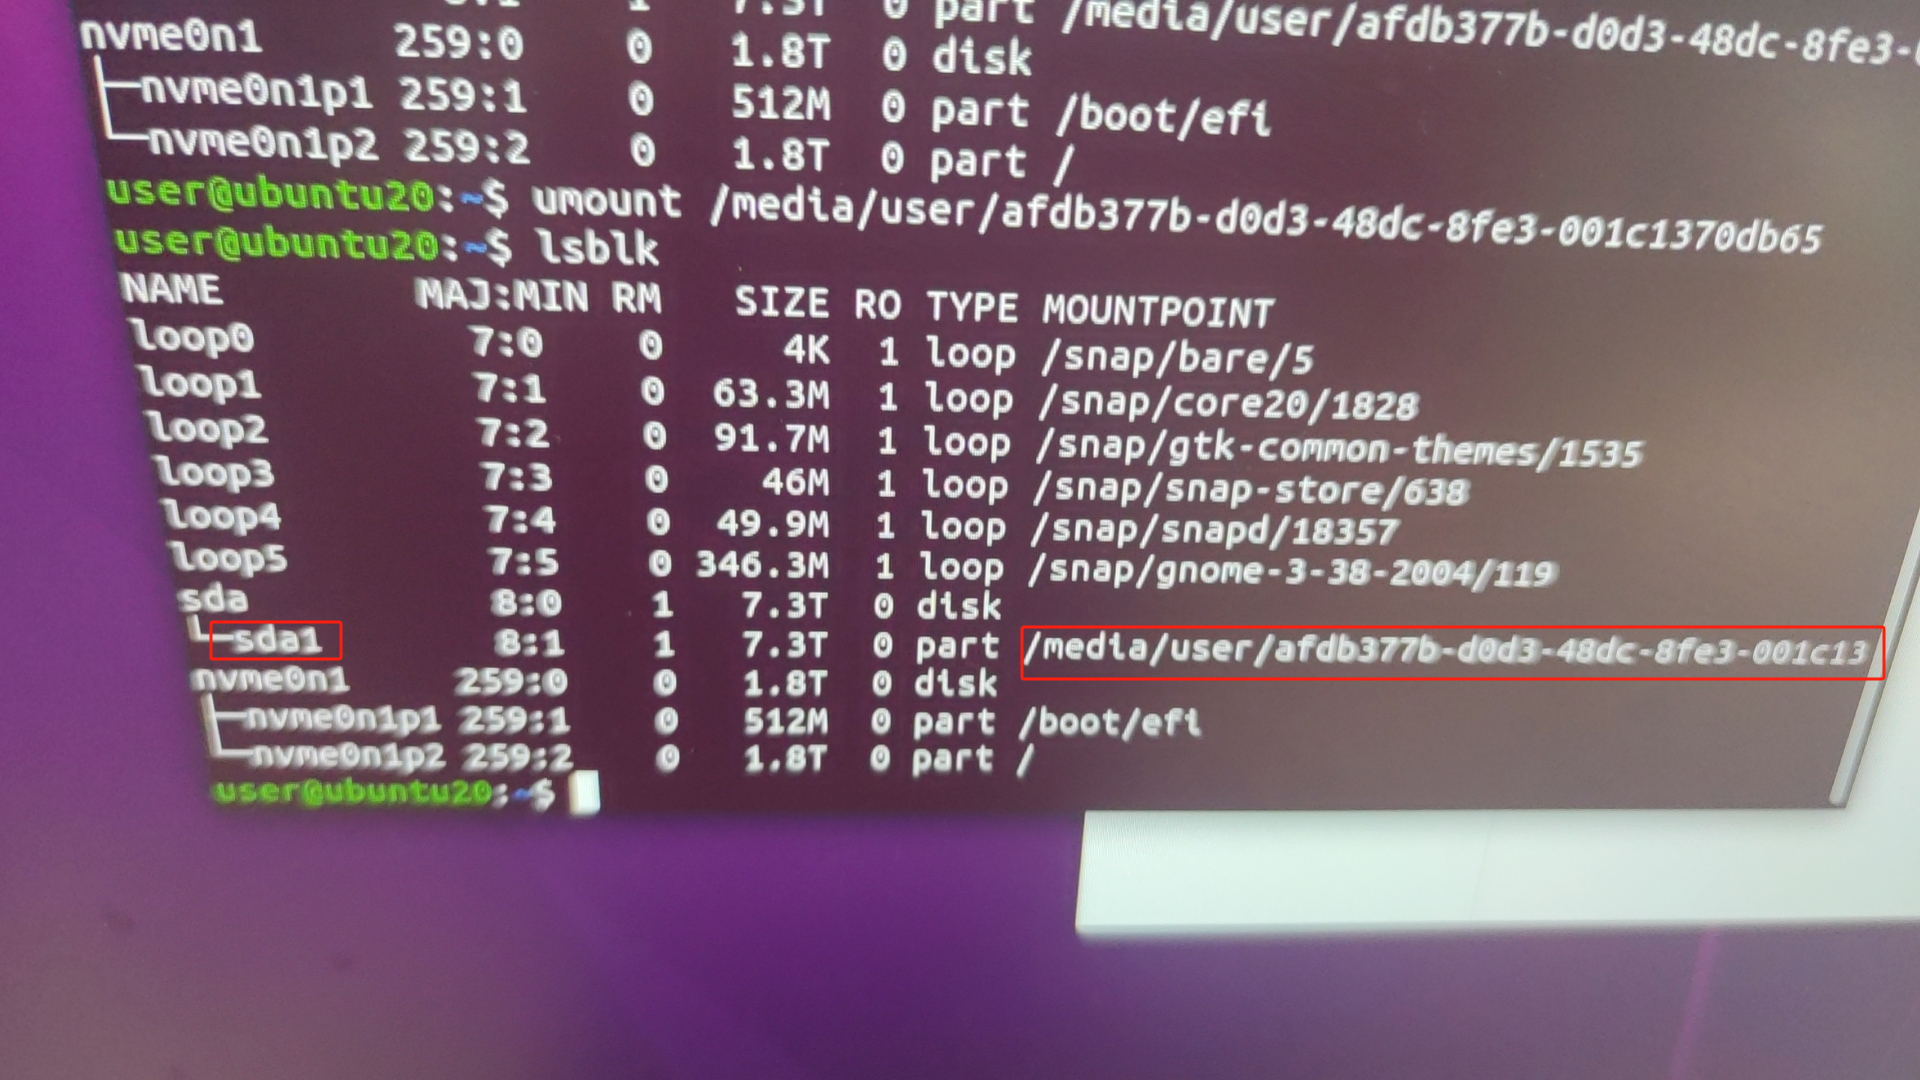 7.3T 0 part /media/user/afdb377b-d0d3-48dc-8fe3-
nvme0n1 259:0 0 1.8T 0 disk
├─nvme0n1p1 259:1 0 512M 0 part /boot/efi
└─nvme0n1p2 259:2 0 1.8T 0 part /
user@ubuntu20:~$ umount /media/user/afdb377b-d0d3-48dc-8fe3-001c1370db65
user@ubuntu20:~$ lsblk
NAME MAJ:MIN RM SIZE RO TYPE MOUNTPOINT
loop0 7:0 0 4K 1 loop /snap/bare/5
loop1 7:1 0 63.3M 1 loop /snap/core20/1828
loop2 7:2 0 91.7M 1 loop /snap/gtk-common-themes/1535
loop3 7:3 0 46M 1 loop /snap/snap-store/638
loop4 7:4 0 49.9M 1 loop /snap/snapd/18357
loop5 7:5 0 346.3M 1 loop /snap/gnome-3-38-2004/119
sda 8:0 1 7.3T 0 disk
└─sda1 8:1 1 7.3T 0 part /media/user/afdb377b-d0d3-48dc-8fe3-001c13
nvme0n1 259:0 0 1.8T 0 disk
├─nvme0n1p1 259:1 0 512M 0 part /boot/efi
└─nvme0n1p2 259:2 0 1.8T 0 part /
user@ubuntu20:~$